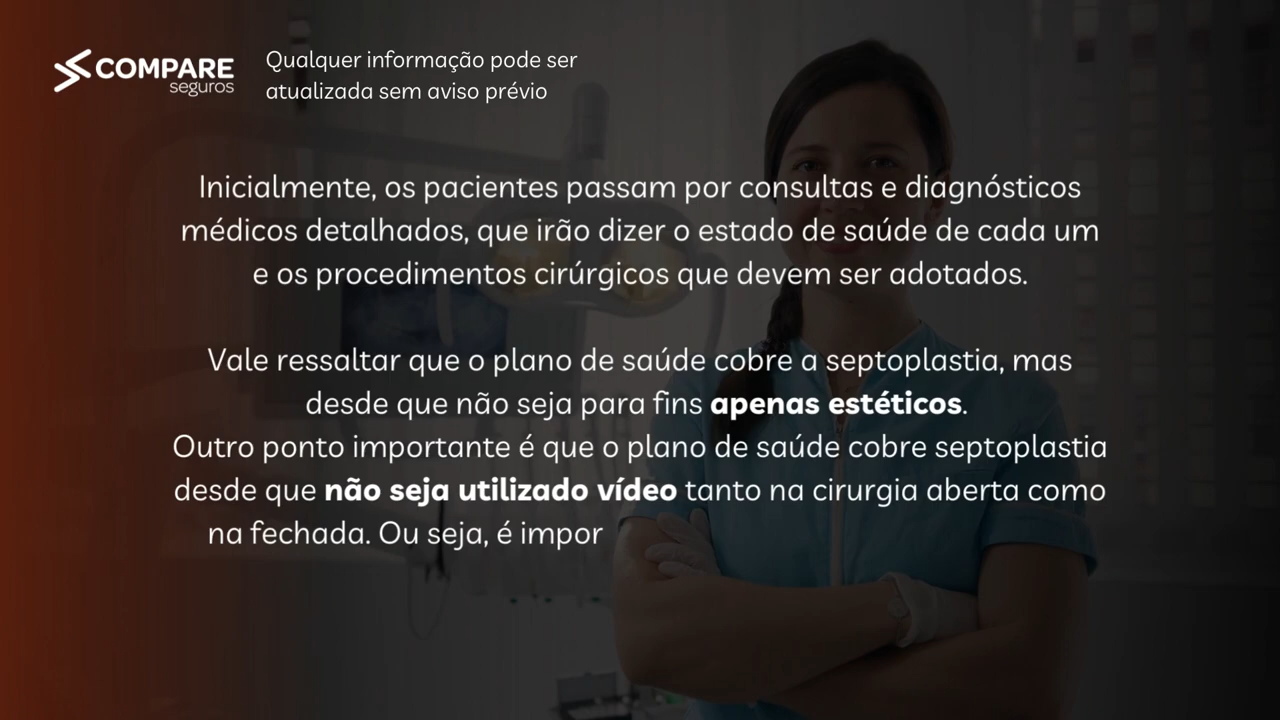 COMPARE
seguros
Qualquer informação pode ser
atualizada sem aviso prévio
Inicialmente, os pacientes passam por consultas e diagnósticos
médicos detalhados, que irão dizer o estado de saúde de cada um
e os procedimentos cirúrgicos que devem ser adotados.
Vale ressaltar que o plano de saúde cobre a septoplastia, mas
desde que não seja para fins apenas estéticos.
Outro ponto importante é que o plano de saúde cobre septoplastia
desde que não seja utilizado vídeo tanto na cirurgia aberta como
na fechada. Ou seja, é impor